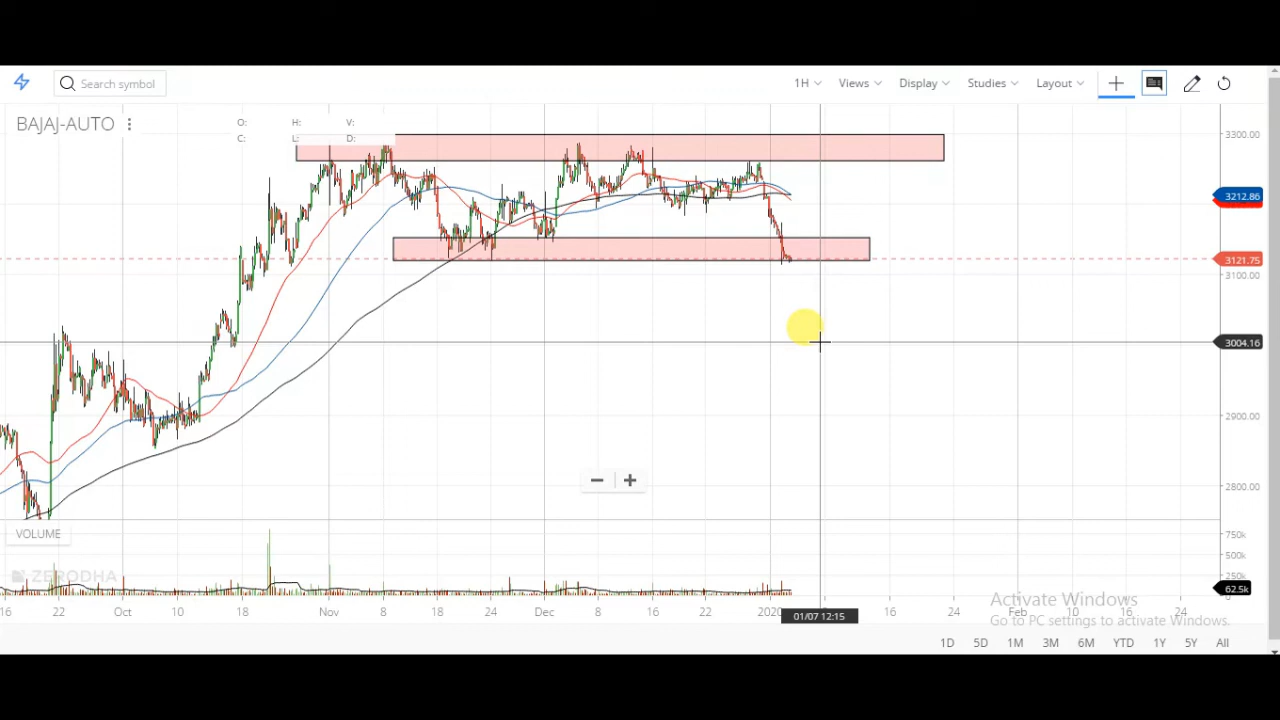 Search symbol
1H Views Display Studies Layout
BAJAJ-AUTO
O: H: V:
C: L: D:
3300.00
3212.86
3121.75
3100.00
3004.16
2900.00
2800.00
VOLUME
750k
500k
250k
ZERODHA
62.5k
16 22 Oct 10 18 Nov 8 18 24 Dec 8 16 22 2020 16 24 Feb 10 16 24
01/07 12:15
Activate Windows
Go to PC settings to activate Windows.
1D 5D 1M 3M 6M YTD 1Y 5Y All